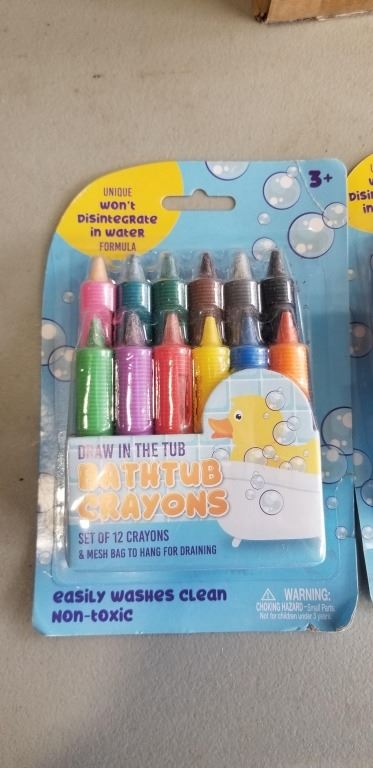 UNIQUE
won't
Disintegrate
in water
FORMULA
3+
DRAW IN THE TUB
BATHTUB
CRAYONS
SET OF 12 CRAYONS
& MESH BAG TO HANG FOR DRAINING
easily washes clean
non-toxic
WARNING:
CHOKING HAZARD-Small Parts
Not for children under 3 years.